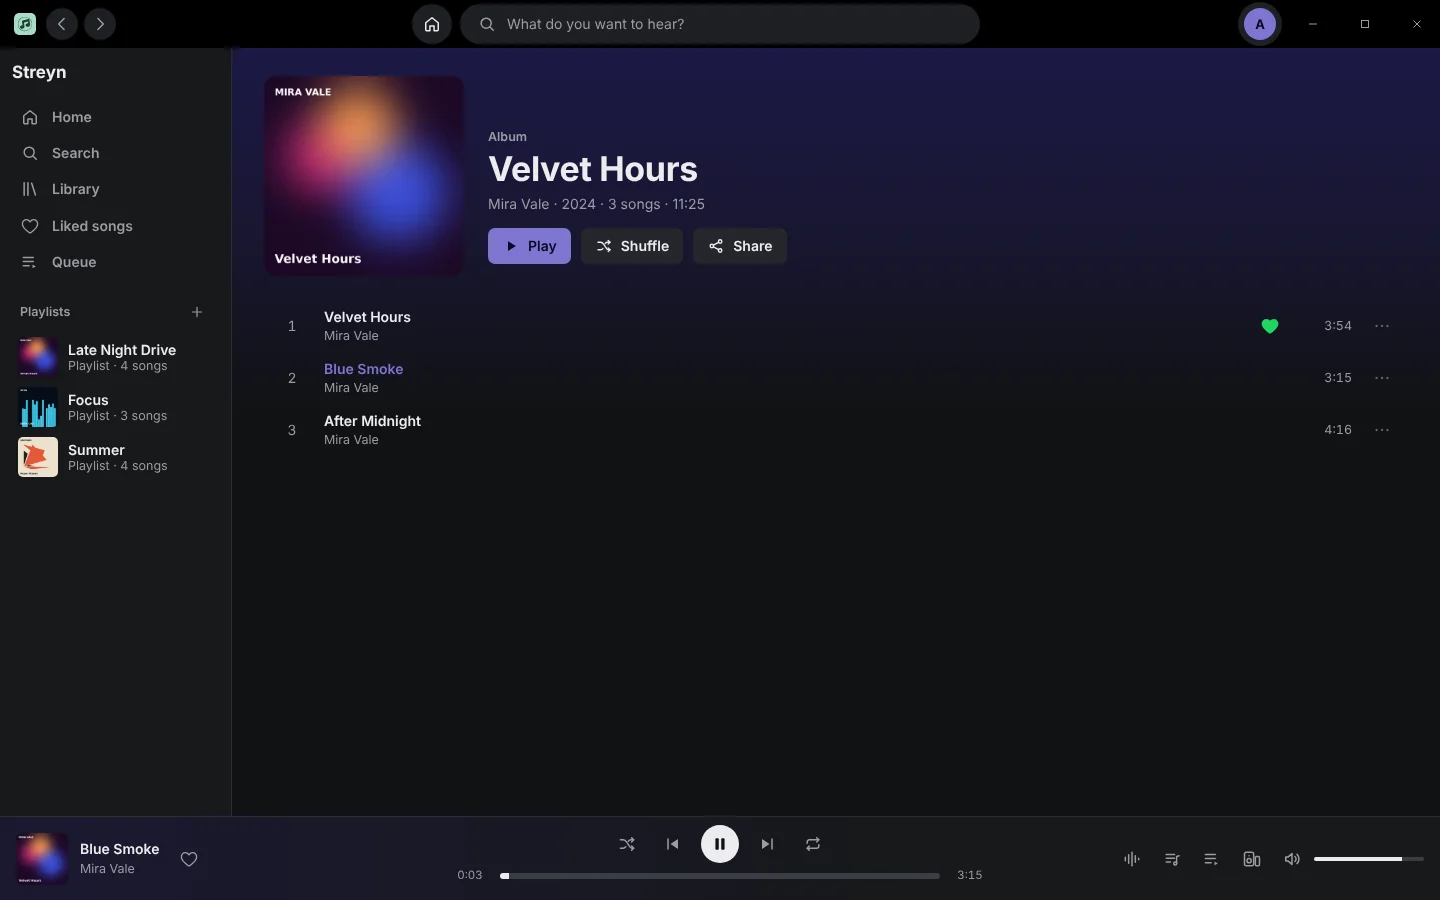 What do you want to hear?
A
Streyn
Home
Search
Library
Liked songs
Queue
Playlists
Late Night Drive
Playlist · 4 songs
Focus
Playlist · 3 songs
Summer
Playlist · 4 songs
MIRA VALE
Velvet Hours
Album
Velvet Hours
Mira Vale · 2024 · 3 songs · 11:25
Play
Shuffle
Share
1
Velvet Hours
Mira Vale
3:54
2
Blue Smoke
Mira Vale
3:15
3
After Midnight
Mira Vale
4:16
Blue Smoke
Mira Vale
0:03
3:15